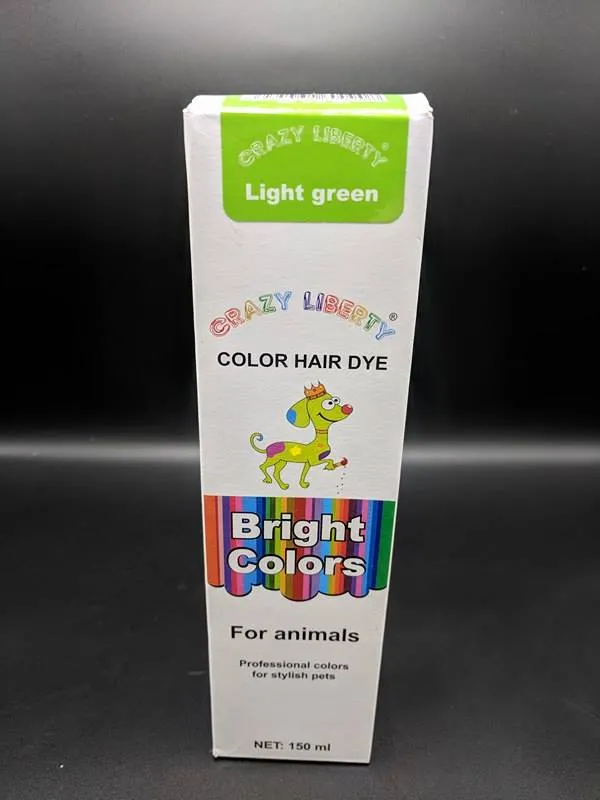 CRAZY LIBERTY®
Light green
CRAZY LIBERTY®
COLOR HAIR DYE
Bright
Colors
For animals
Professional colors
for stylish pets
NET: 150 ml